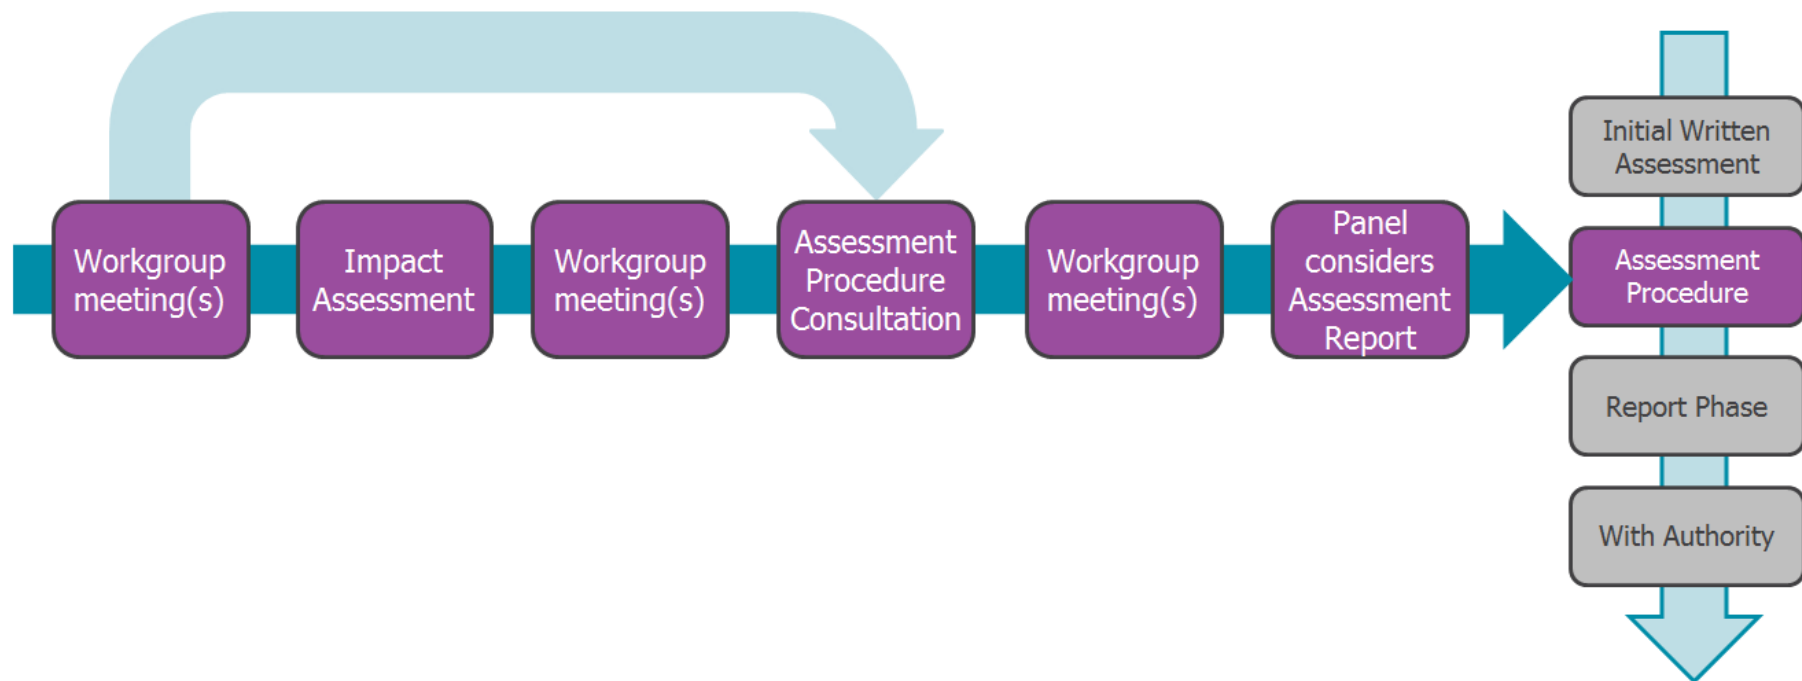 Workgroup
meeting(s)
Impact
Assessment
Workgroup
meeting(s)
Assessment
Procedure
Consultation
Workgroup
meeting(s)
Panel
considers
Assessment
Report
Initial Written
Assessment
Assessment
Procedure
Report Phase
With Authority